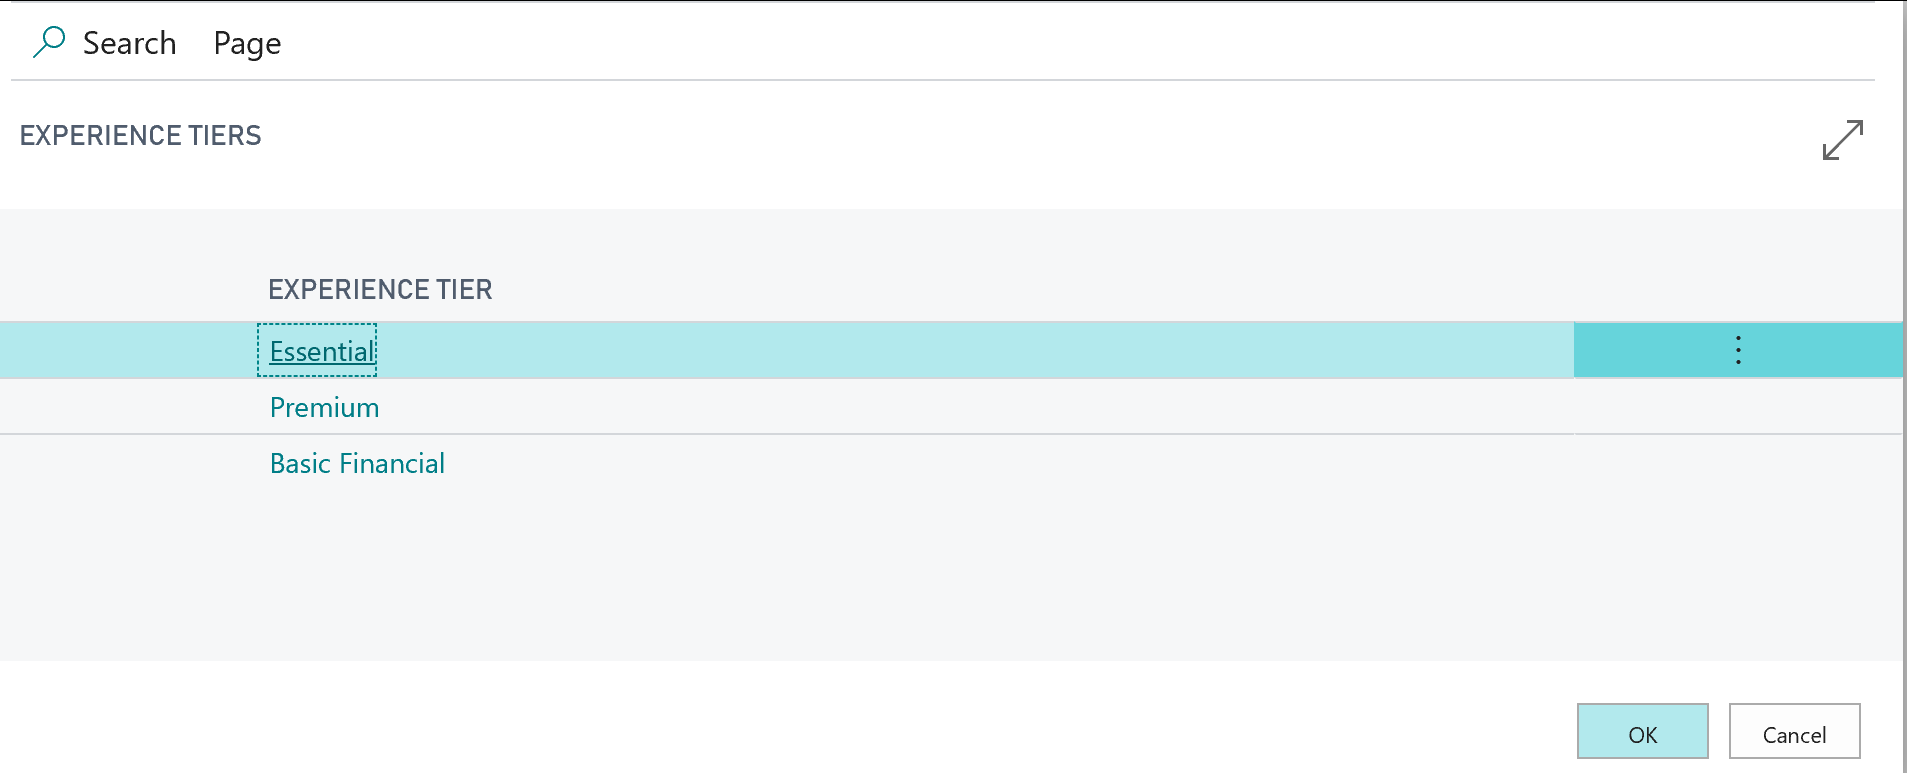 Search Page
EXPERIENCE TIERS
EXPERIENCE TIER
Essential
Premium
Basic Financial
OK Cancel